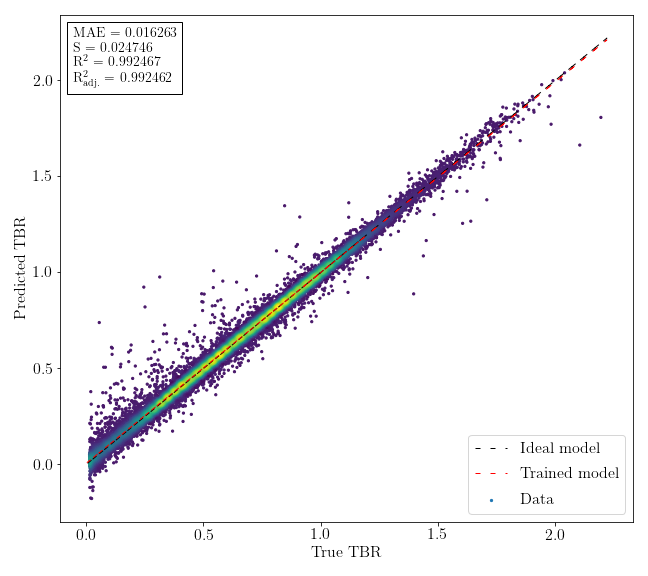 MAE = 0.016263
S = 0.024746
R² = 0.992467
R²adj. = 0.992462
Predicted TBR
2.0
1.5
1.0
0.5
0.0
Ideal model
Trained model
Data
0.0 0.5 1.0 1.5 2.0
True TBR